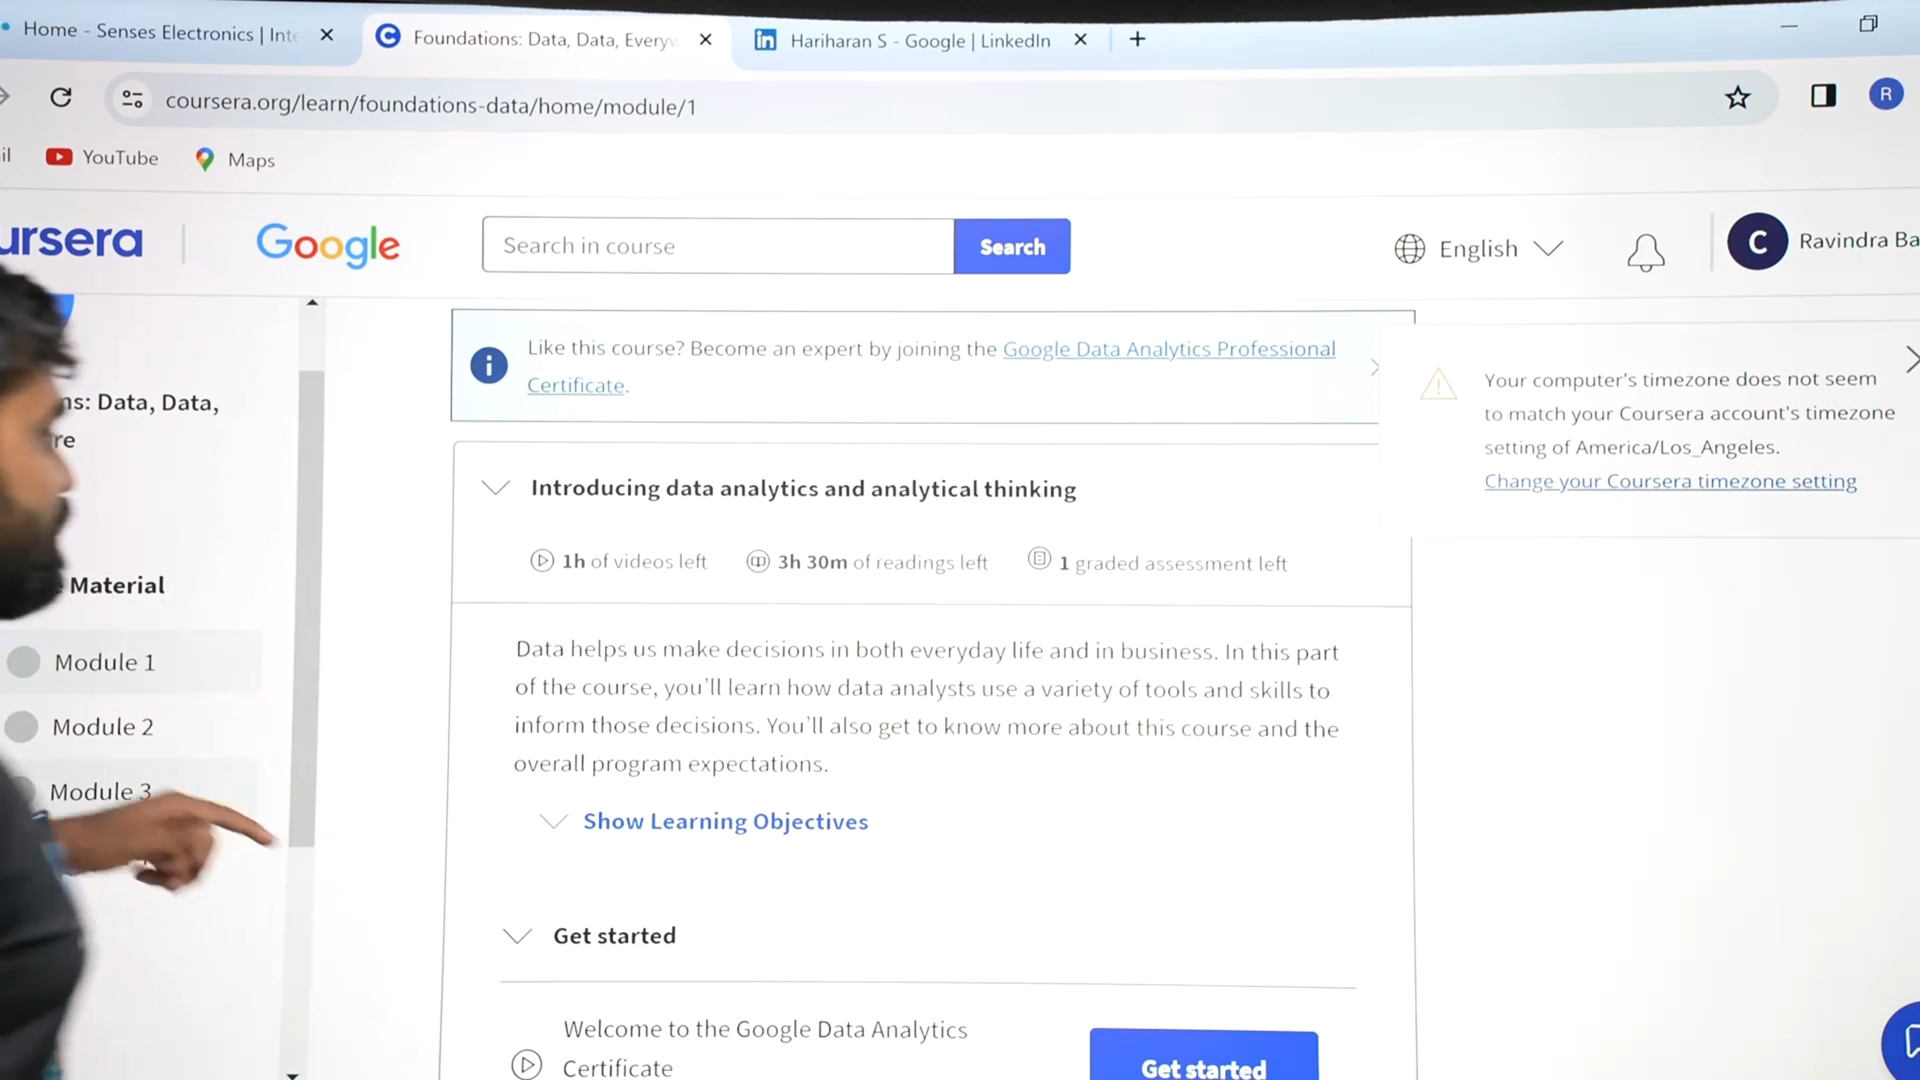 Home - Senses Electronics | Inte
Foundations: Data, Data, Everyw
Hariharan S - Google | LinkedIn
coursera.org/learn/foundations-data/home/module/1
il
YouTube
Maps
ursera
Google
Search in course
Search
English
C
Ravindra Ba
R
Like this course? Become an expert by joining the Google Data Analytics Professional
Certificate.
Your computer's timezone does not seem
to match your Coursera account's timezone
setting of America/Los_Angeles.
Change your Coursera timezone setting
ns: Data, Data,
re
Material
Module 1
Module 2
Module 3
Introducing data analytics and analytical thinking
1h of videos left
3h 30m of readings left
1 graded assessment left
Data helps us make decisions in both everyday life and in business. In this part
of the course, you'll learn how data analysts use a variety of tools and skills to
inform those decisions. You'll also get to know more about this course and the
overall program expectations.
Show Learning Objectives
Get started
Welcome to the Google Data Analytics
Certificate
Get started